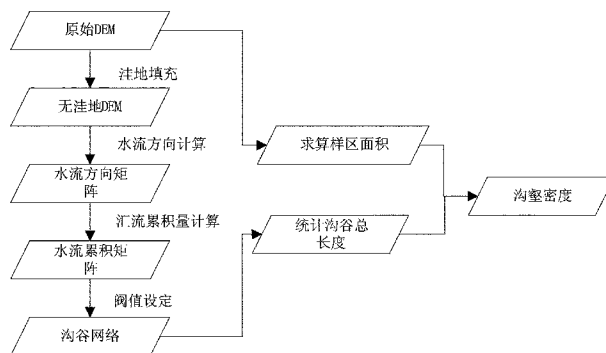 原始DEM
洼地填充
无洼地DEM
水流方向计算
水流方向矩
阵
汇流累积量计算
水流累积矩
阵
阀值设定
沟谷网络
求算样区面积
统计沟谷总
长度
沟壑密度